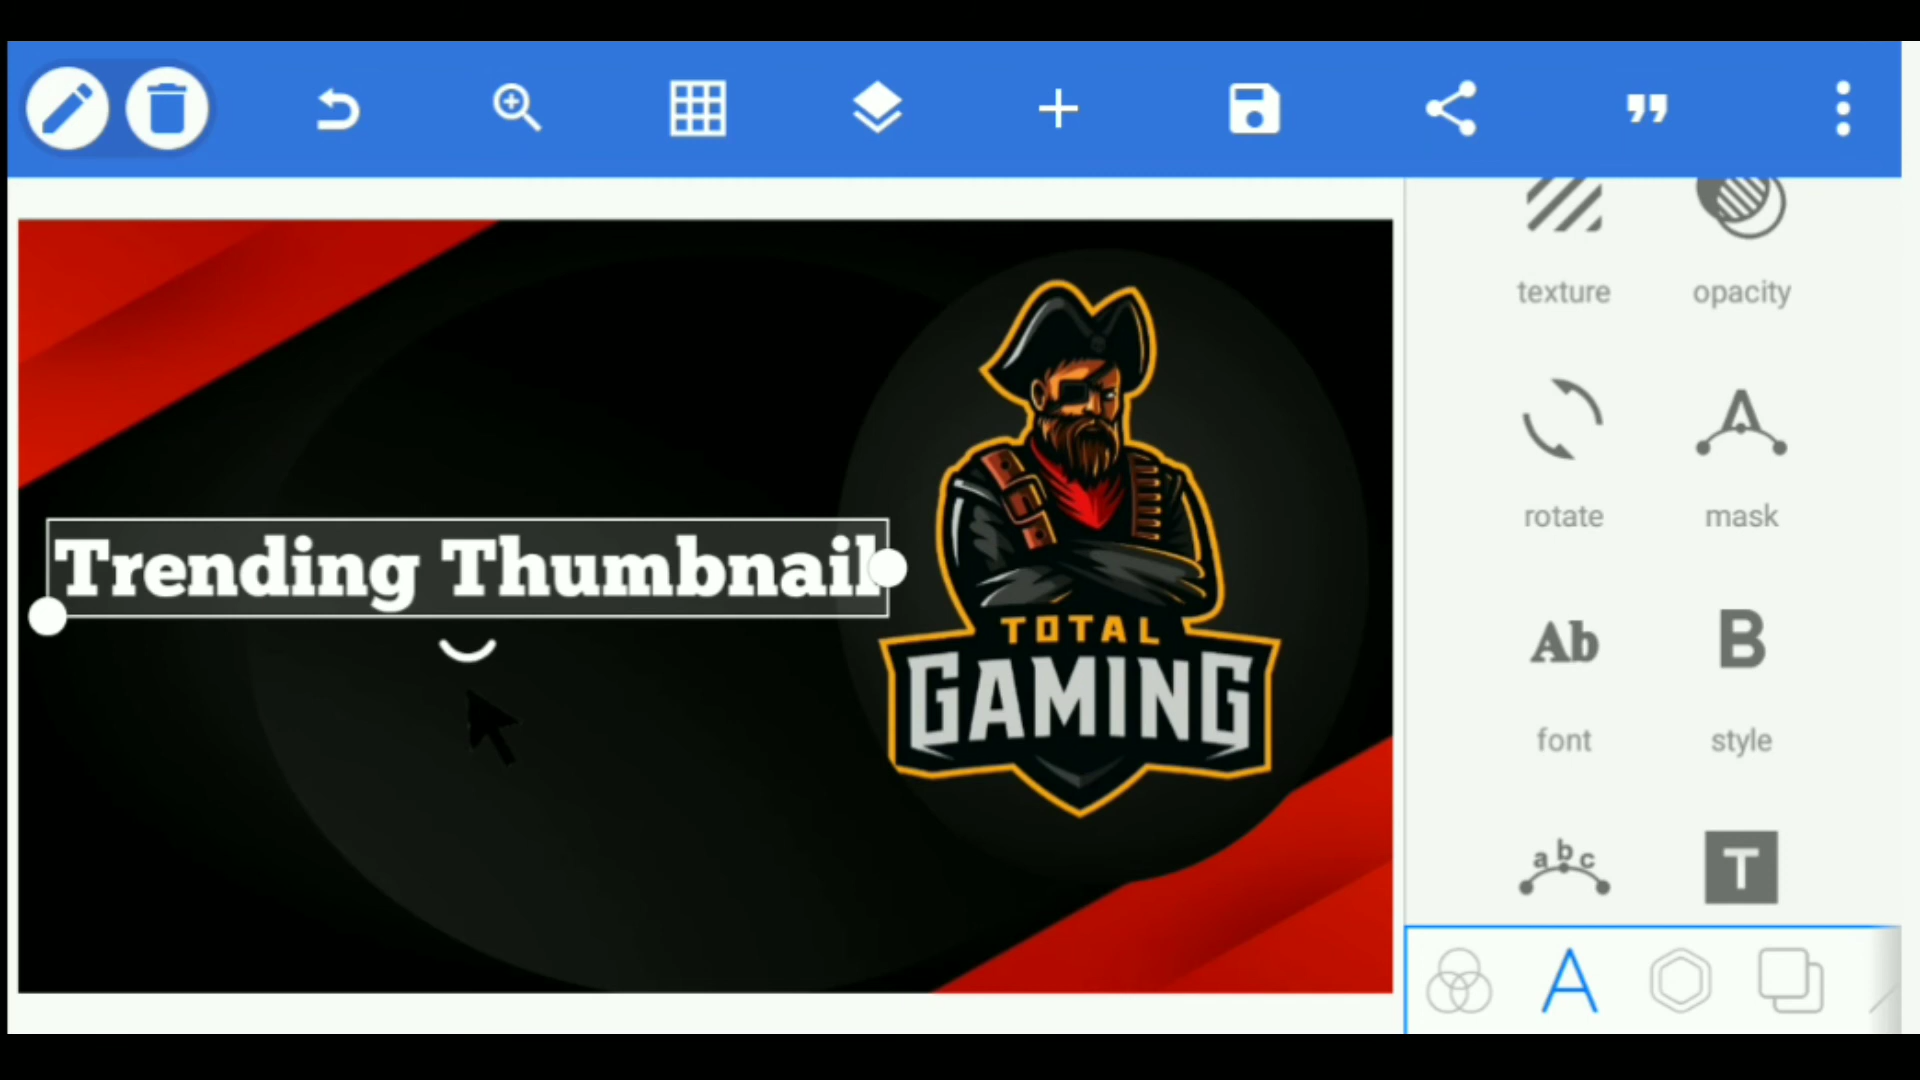 texture
opacity
rotate
mask
Ab
B
font
style
abc
T
A
Trending Thumbnail
TOTAL
GAMING